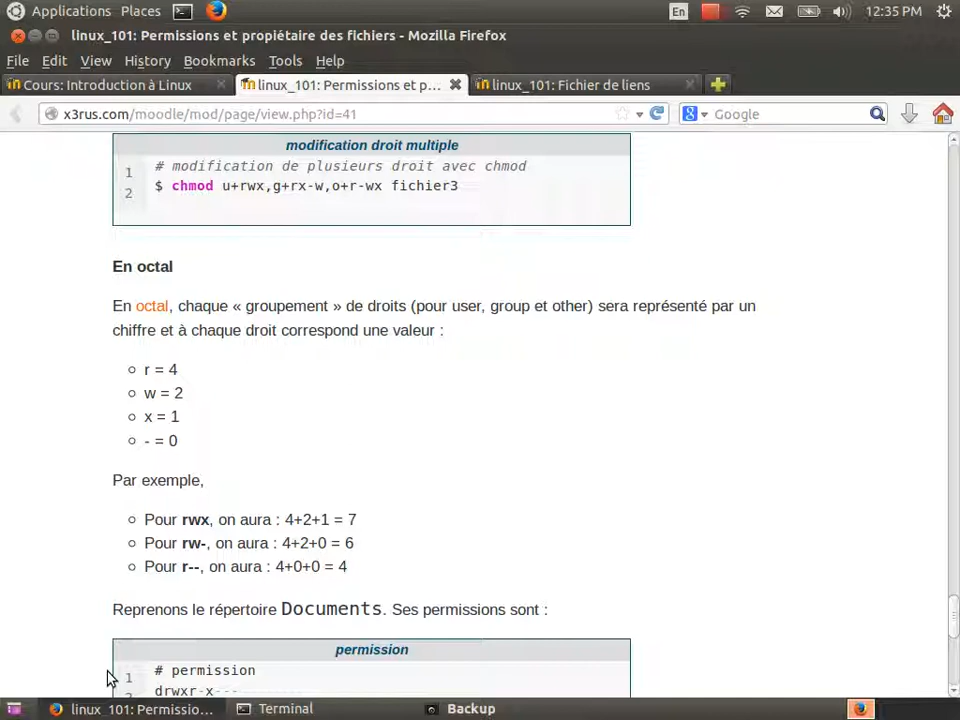 Applications Places En 12:35 PM
linux_101: Permissions et propiétaire des fichiers - Mozilla Firefox
File Edit View History Bookmarks Tools Help
Cours: Introduction à Linux linux_101: Permissions et p... linux_101: Fichier de liens
x3rus.com/moodle/mod/page/view.php?id=41 Google
modification droit multiple
1 # modification de plusieurs droit avec chmod
2 $ chmod u+rwx,g+rx-w,o+r-wx fichier3
En octal
En octal, chaque « groupement » de droits (pour user, group et other) sera représenté par un
chiffre et à chaque droit correspond une valeur :
r = 4
w = 2
x = 1
- = 0
Par exemple,
Pour rwx, on aura : 4+2+1 = 7
Pour rw-, on aura : 4+2+0 = 6
Pour r--, on aura : 4+0+0 = 4
Reprenons le répertoire Documents. Ses permissions sont :
permission
1 # permission
2 drwxr-x---
linux_101: Permissio... Terminal Backup